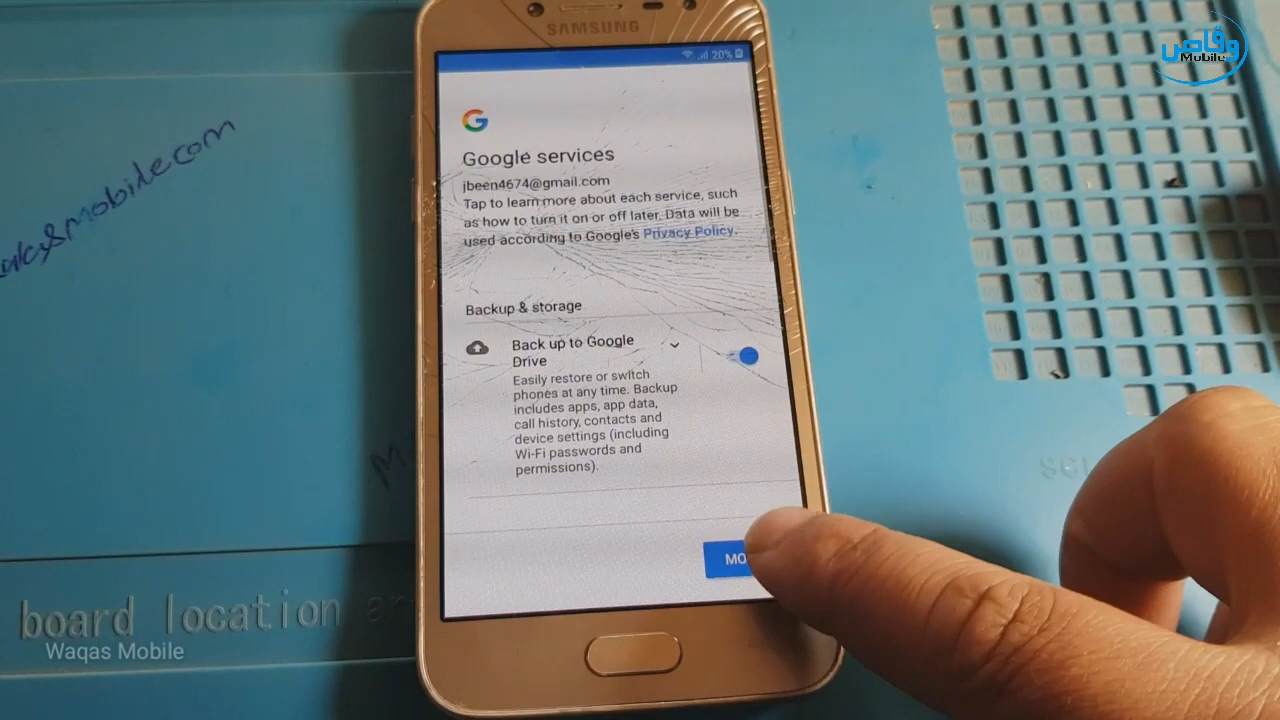 وقاص
Mobile
SAMSUNG
20%
Google services
jbeen4674@gmail.com
Tap to learn more about each service, such
as how to turn it on or off later. Data will be
used according to Google's Privacy Policy.
Backup & storage
Back up to Google
Drive
Easily restore or switch
phones at any time. Backup
includes apps, app data,
call history, contacts and
device settings (including
Wi-Fi passwords and
permissions).
MO
board location
Waqas Mobile